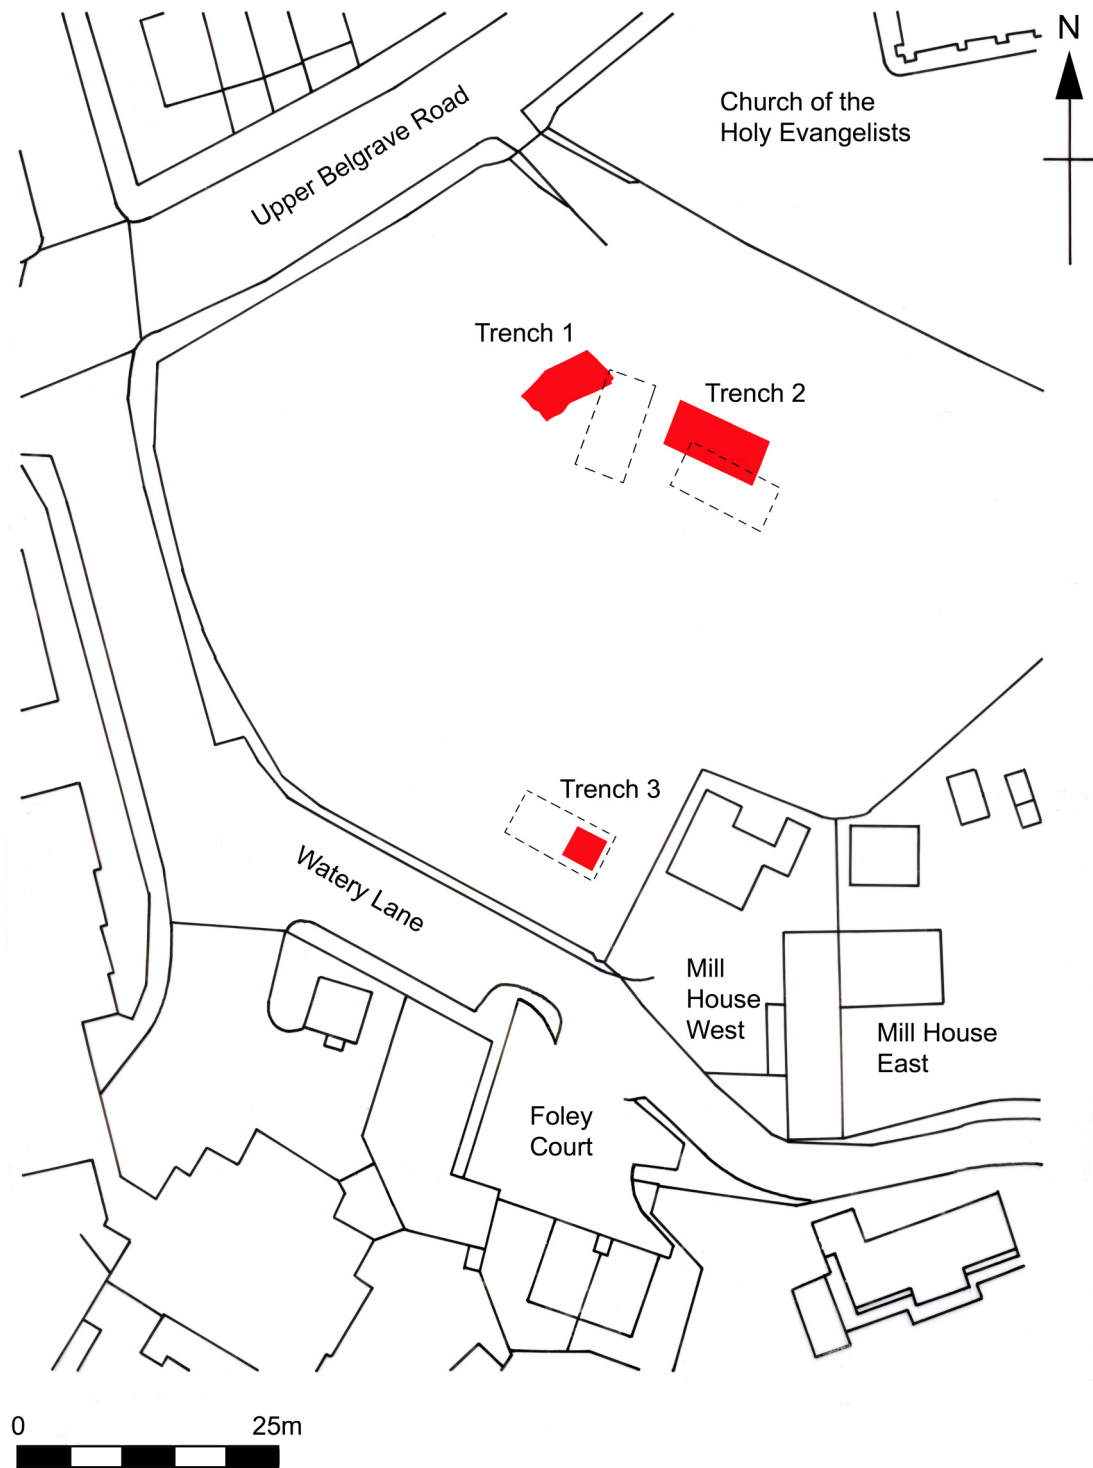 N
Church of the
Holy Evangelists
Upper Belgrave Road
Trench 1
Trench 2
Trench 3
Watery Lane
Mill
House
West
Mill House
East
Foley
Court
0 25m